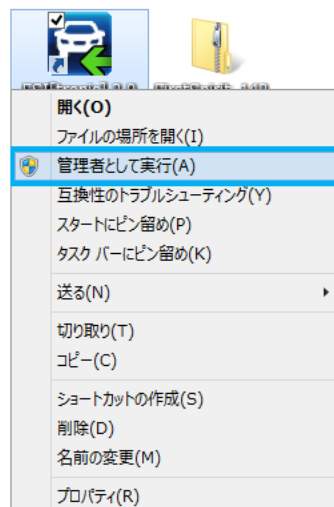 開く(O)
ファイルの場所を開く(I)
管理者として実行(A)
互換性のトラブルシューティング(Y)
スタートにピン留め(P)
タスク バーにピン留め(K)
送る(N)
切り取り(T)
コピー(C)
ショートカットの作成(S)
削除(D)
名前の変更(M)
プロパティ(R)